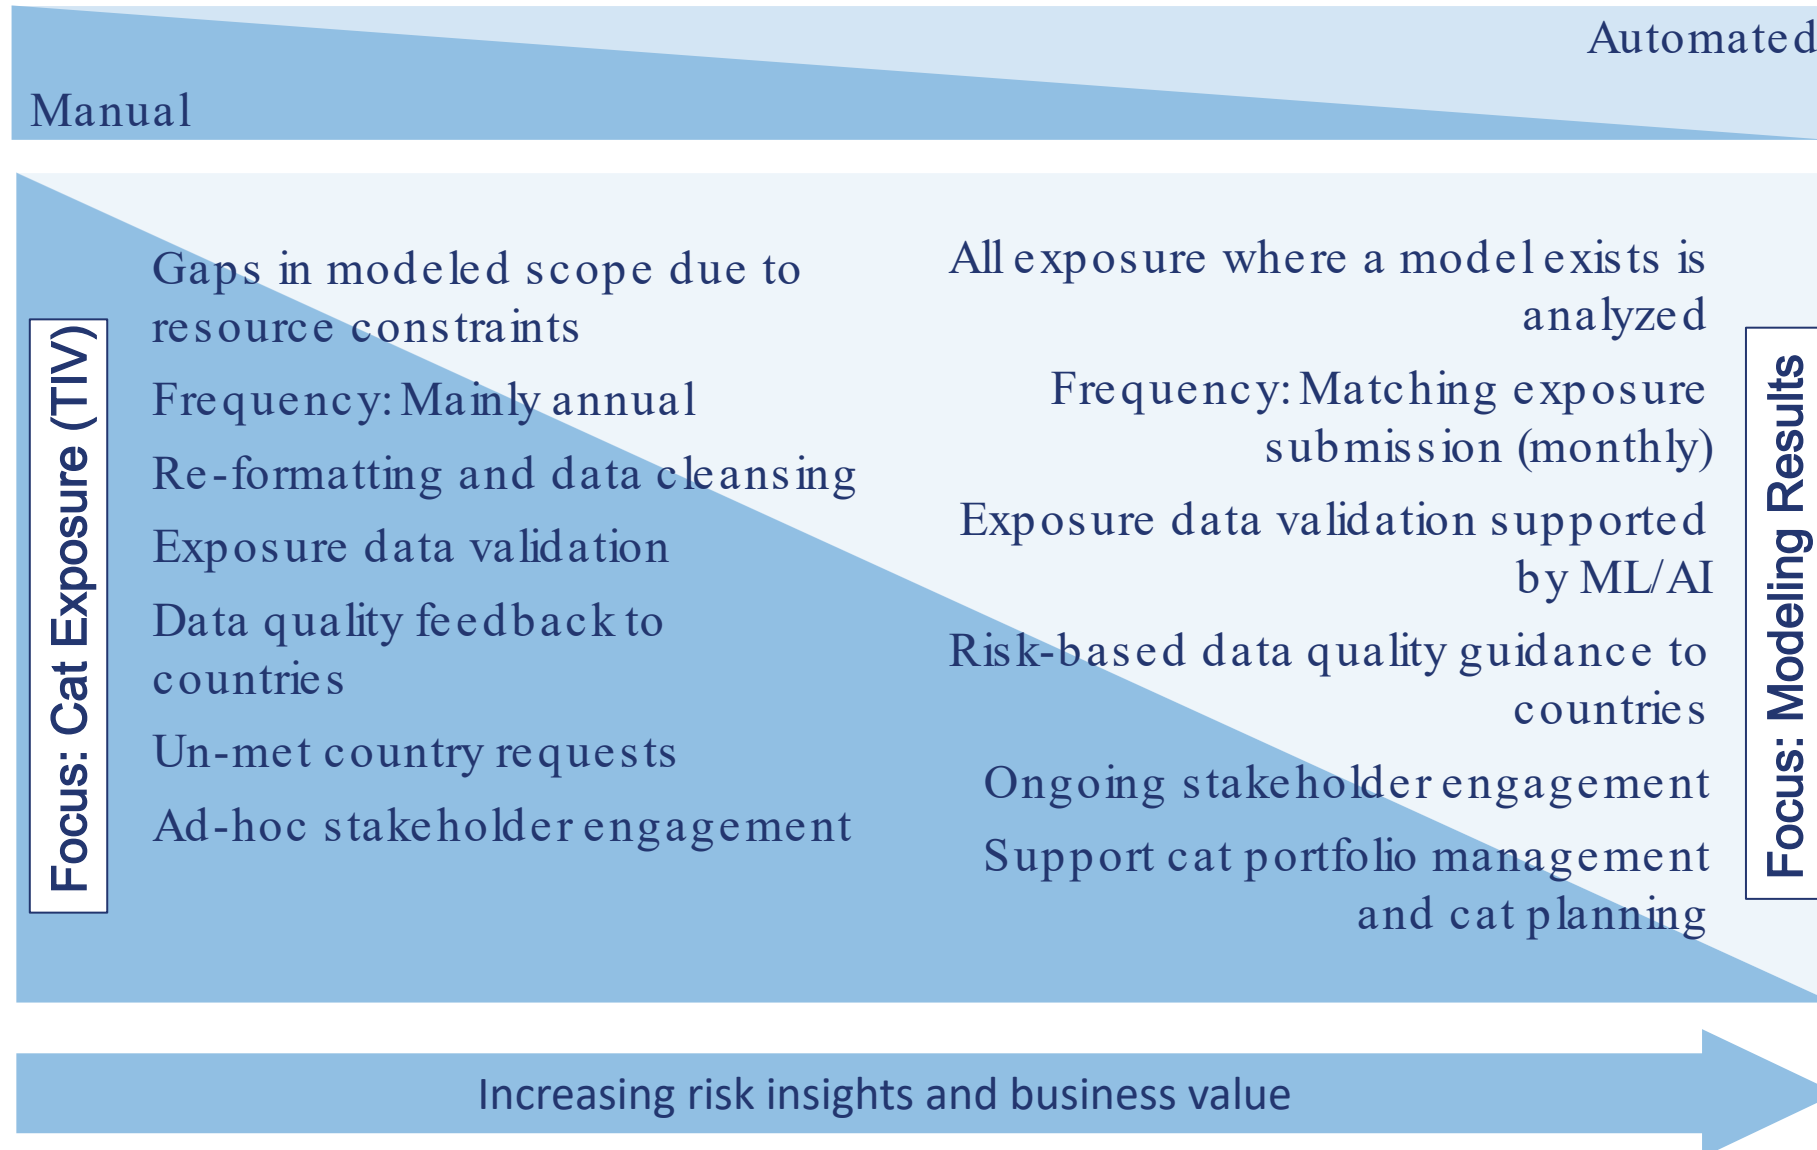 Automated
Manual
Focus: Cat Exposure (TIV)
Gaps in modeled scope due to
resource constraints
Frequency: Mainly annual
Re-formatting and data cleansing
Exposure data validation
Data quality feedback to
countries
Un-met country requests
Ad-hoc stakeholder engagement
All exposure where a model exists is
analyzed
Frequency: Matching exposure
submission (monthly)
Exposure data validation supported
by ML/AI
Risk-based data quality guidance to
countries
Ongoing stakeholder engagement
Support cat portfolio management
and cat planning
Focus: Modeling Results
Increasing risk insights and business value